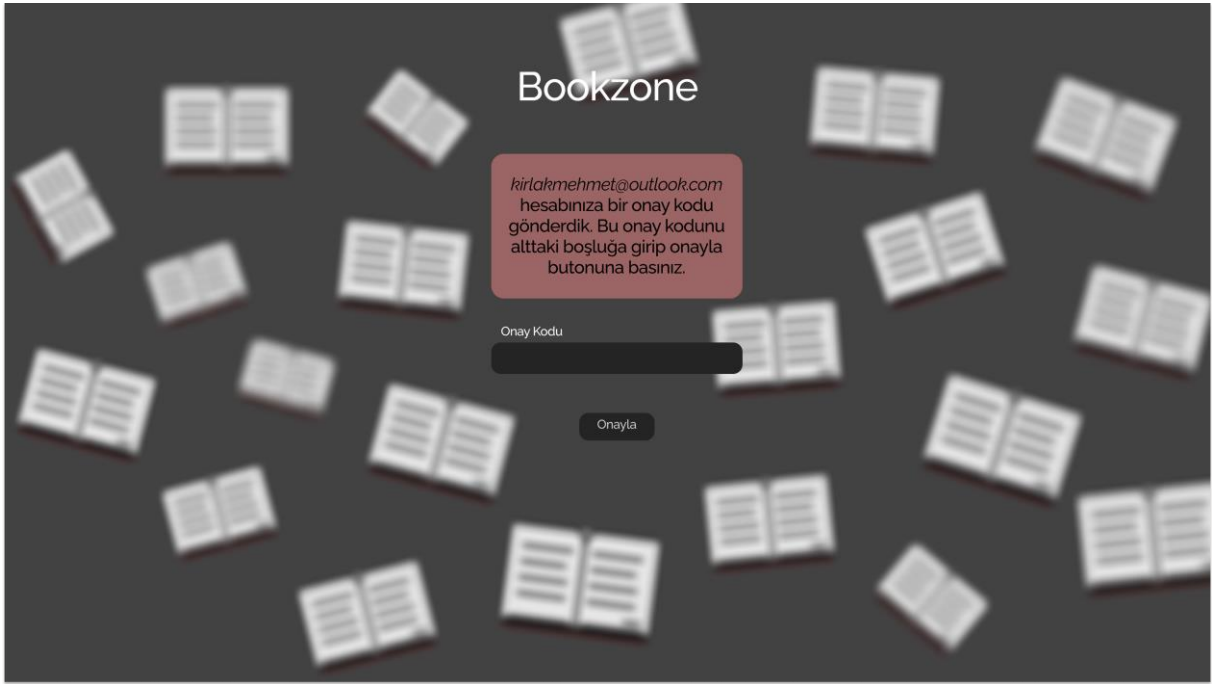 Bookzone
kirlakmehmet@outlook.com
hesabınıza bir onay kodu
gönderdik. Bu onay kodunu
alttaki boşluğa girip onayla
butonuna basınız.
Onay Kodu
Onayla